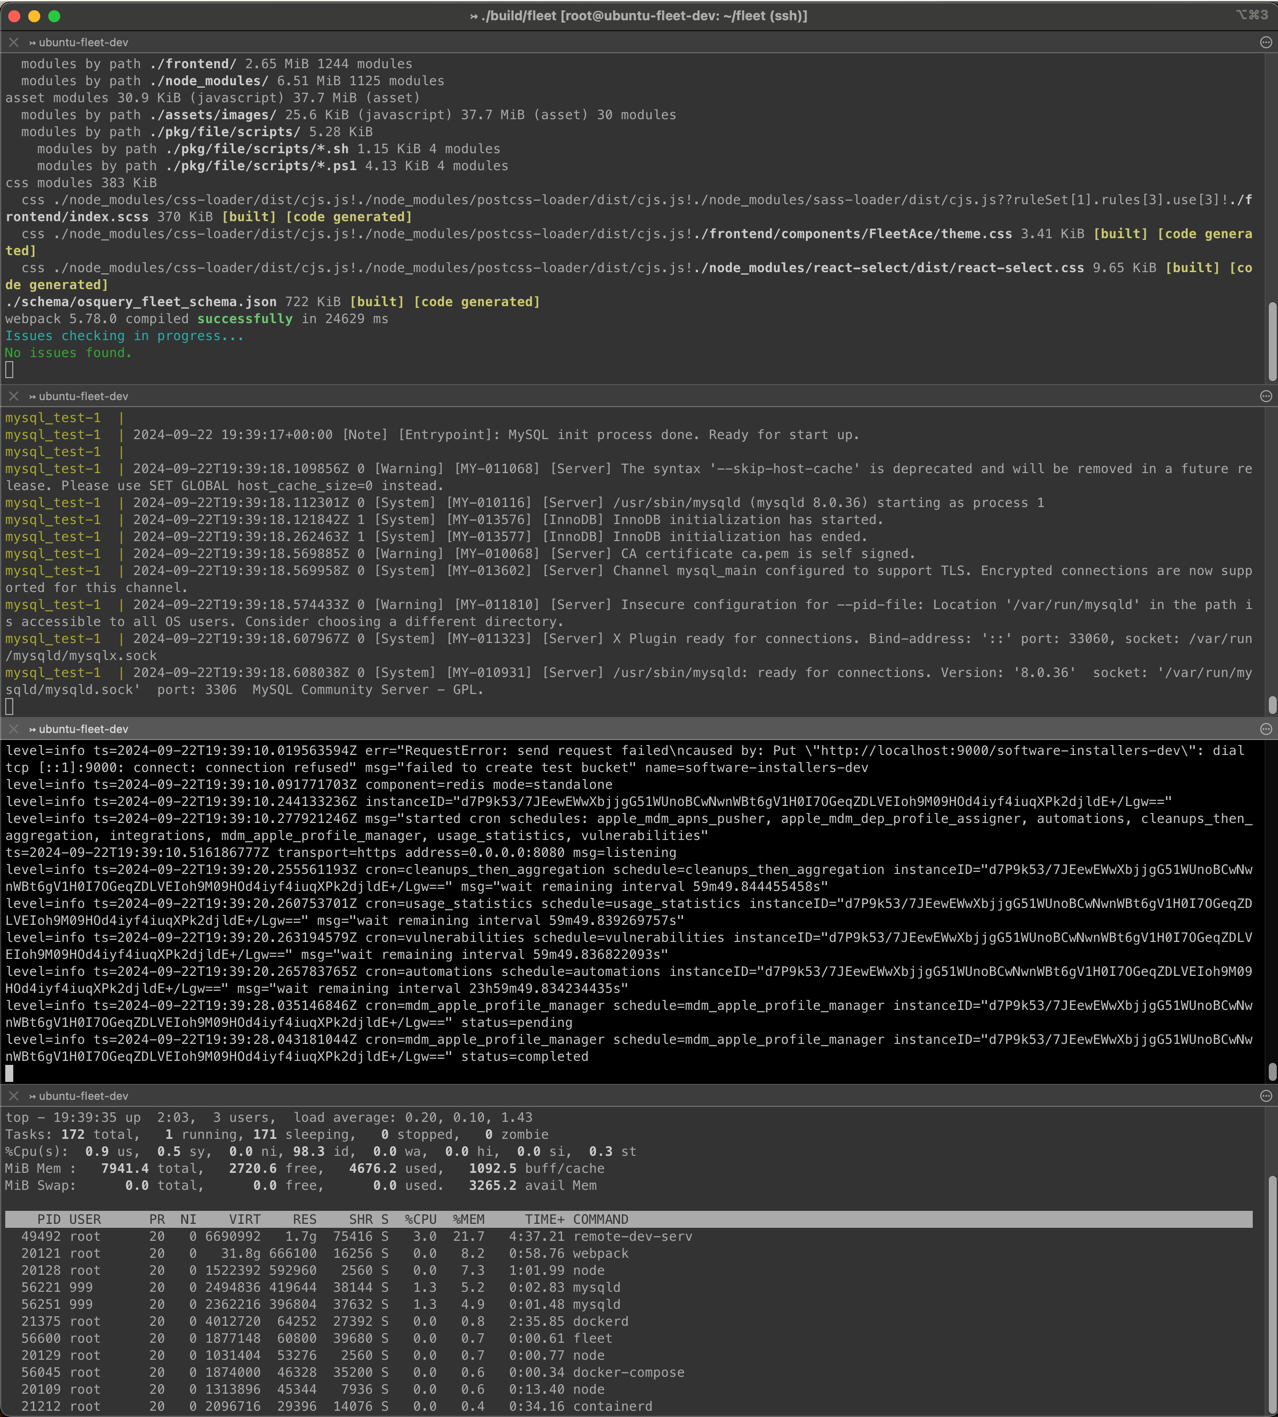 ↣ ./build/fleet [root@ubuntu-fleet-dev: ~/fleet (ssh)]
⌥⌘3
↣ ubuntu-fleet-dev
modules by path ./frontend/ 2.65 MiB 1244 modules
modules by path ./node_modules/ 6.51 MiB 1125 modules
asset modules 30.9 KiB (javascript) 37.7 MiB (asset)
modules by path ./assets/images/ 25.6 KiB (javascript) 37.7 MiB (asset) 30 modules
modules by path ./pkg/file/scripts/ 5.28 KiB
modules by path ./pkg/file/scripts/*.sh 1.15 KiB 4 modules
modules by path ./pkg/file/scripts/*.ps1 4.13 KiB 4 modules
css modules 383 KiB
css ./node_modules/css-loader/dist/cjs.js!./node_modules/postcss-loader/dist/cjs.js!./node_modules/sass-loader/dist/cjs.js??ruleSet[1].rules[3].use[3]!./f
rontend/index.scss 370 KiB [built] [code generated]
css ./node_modules/css-loader/dist/cjs.js!./node_modules/postcss-loader/dist/cjs.js!./frontend/components/FleetAce/theme.css 3.41 KiB [built] [code genera
ted]
css ./node_modules/css-loader/dist/cjs.js!./node_modules/postcss-loader/dist/cjs.js!./node_modules/react-select/dist/react-select.css 9.65 KiB [built] [co
de generated]
./schema/osquery_fleet_schema.json 722 KiB [built] [code generated]
webpack 5.78.0 compiled successfully in 24629 ms
Issues checking in progress...
No issues found.
↣ ubuntu-fleet-dev
mysql_test-1  |
mysql_test-1  | 2024-09-22 19:39:17+00:00 [Note] [Entrypoint]: MySQL init process done. Ready for start up.
mysql_test-1  |
mysql_test-1  | 2024-09-22T19:39:18.109856Z 0 [Warning] [MY-011068] [Server] The syntax '--skip-host-cache' is deprecated and will be removed in a future re
lease. Please use SET GLOBAL host_cache_size=0 instead.
mysql_test-1  | 2024-09-22T19:39:18.112301Z 0 [System] [MY-010116] [Server] /usr/sbin/mysqld (mysqld 8.0.36) starting as process 1
mysql_test-1  | 2024-09-22T19:39:18.121842Z 1 [System] [MY-013576] [InnoDB] InnoDB initialization has started.
mysql_test-1  | 2024-09-22T19:39:18.262463Z 1 [System] [MY-013577] [InnoDB] InnoDB initialization has ended.
mysql_test-1  | 2024-09-22T19:39:18.569885Z 0 [Warning] [MY-010068] [Server] CA certificate ca.pem is self signed.
mysql_test-1  | 2024-09-22T19:39:18.569958Z 0 [System] [MY-013602] [Server] Channel mysql_main configured to support TLS. Encrypted connections are now supp
orted for this channel.
mysql_test-1  | 2024-09-22T19:39:18.574433Z 0 [Warning] [MY-011810] [Server] Insecure configuration for --pid-file: Location '/var/run/mysqld' in the path i
s accessible to all OS users. Consider choosing a different directory.
mysql_test-1  | 2024-09-22T19:39:18.607967Z 0 [System] [MY-011323] [Server] X Plugin ready for connections. Bind-address: '::' port: 33060, socket: /var/run
/mysqld/mysqlx.sock
mysql_test-1  | 2024-09-22T19:39:18.608038Z 0 [System] [MY-010931] [Server] /usr/sbin/mysqld: ready for connections. Version: '8.0.36'  socket: '/var/run/my
sqld/mysqld.sock'  port: 3306  MySQL Community Server - GPL.
↣ ubuntu-fleet-dev
level=info ts=2024-09-22T19:39:10.019563594Z err="RequestError: send request failed\ncaused by: Put \"http://localhost:9000/software-installers-dev\": dial
tcp [::1]:9000: connect: connection refused" msg="failed to create test bucket" name=software-installers-dev
level=info ts=2024-09-22T19:39:10.091771703Z component=redis mode=standalone
level=info ts=2024-09-22T19:39:10.244133236Z instanceID="d7P9k53/7JEewEWwXbjjgG51WUnoBCwNwnWBt6gV1H0I7OGeqZDLVEIoh9M09HOd4iyf4iuqXPk2djldE+/Lgw=="
level=info ts=2024-09-22T19:39:10.277921246Z msg="started cron schedules: apple_mdm_apns_pusher, apple_mdm_dep_profile_assigner, automations, cleanups_then_
aggregation, integrations, mdm_apple_profile_manager, usage_statistics, vulnerabilities"
ts=2024-09-22T19:39:10.516186777Z transport=https address=0.0.0.0:8080 msg=listening
level=info ts=2024-09-22T19:39:20.255561193Z cron=cleanups_then_aggregation schedule=cleanups_then_aggregation instanceID="d7P9k53/7JEewEWwXbjjgG51WUnoBCwNw
nWBt6gV1H0I7OGeqZDLVEIoh9M09HOd4iyf4iuqXPk2djldE+/Lgw==" msg="wait remaining interval 59m49.844455458s"
level=info ts=2024-09-22T19:39:20.260753701Z cron=usage_statistics schedule=usage_statistics instanceID="d7P9k53/7JEewEWwXbjjgG51WUnoBCwNwnWBt6gV1H0I7OGeqZD
LVEIoh9M09HOd4iyf4iuqXPk2djldE+/Lgw==" msg="wait remaining interval 59m49.839269757s"
level=info ts=2024-09-22T19:39:20.263194579Z cron=vulnerabilities schedule=vulnerabilities instanceID="d7P9k53/7JEewEWwXbjjgG51WUnoBCwNwnWBt6gV1H0I7OGeqZDLV
EIoh9M09HOd4iyf4iuqXPk2djldE+/Lgw==" msg="wait remaining interval 59m49.836822093s"
level=info ts=2024-09-22T19:39:20.265783765Z cron=automations schedule=automations instanceID="d7P9k53/7JEewEWwXbjjgG51WUnoBCwNwnWBt6gV1H0I7OGeqZDLVEIoh9M09
HOd4iyf4iuqXPk2djldE+/Lgw==" msg="wait remaining interval 23h59m49.834234435s"
level=info ts=2024-09-22T19:39:28.035146846Z cron=mdm_apple_profile_manager schedule=mdm_apple_profile_manager instanceID="d7P9k53/7JEewEWwXbjjgG51WUnoBCwNw
nWBt6gV1H0I7OGeqZDLVEIoh9M09HOd4iyf4iuqXPk2djldE+/Lgw==" status=pending
level=info ts=2024-09-22T19:39:28.043181044Z cron=mdm_apple_profile_manager schedule=mdm_apple_profile_manager instanceID="d7P9k53/7JEewEWwXbjjgG51WUnoBCwNw
nWBt6gV1H0I7OGeqZDLVEIoh9M09HOd4iyf4iuqXPk2djldE+/Lgw==" status=completed
↣ ubuntu-fleet-dev
top - 19:39:35 up  2:03,  3 users,  load average: 0.20, 0.10, 1.43
Tasks: 172 total,   1 running, 171 sleeping,   0 stopped,   0 zombie
%Cpu(s):  0.9 us,  0.5 sy,  0.0 ni, 98.3 id,  0.0 wa,  0.0 hi,  0.0 si,  0.3 st
MiB Mem :   7941.4 total,   2720.6 free,   4676.2 used,   1092.5 buff/cache
MiB Swap:      0.0 total,      0.0 free,      0.0 used.   3265.2 avail Mem
PID USER      PR  NI    VIRT    RES    SHR S  %CPU  %MEM     TIME+ COMMAND
49492 root      20   0 6690992   1.7g  75416 S   3.0  21.7   4:37.21 remote-dev-serv
20121 root      20   0   31.8g 666100  16256 S   0.0   8.2   0:58.76 webpack
20128 root      20   0 1522392 592960   2560 S   0.0   7.3   1:01.99 node
56221 999       20   0 2494836 419644  38144 S   1.3   5.2   0:02.83 mysqld
56251 999       20   0 2362216 396804  37632 S   1.3   4.9   0:01.48 mysqld
21375 root      20   0 4012720  64252  27392 S   0.0   0.8   2:35.85 dockerd
56600 root      20   0 1877148  60800  39680 S   0.0   0.7   0:00.61 fleet
20129 root      20   0 1031404  53276   2560 S   0.0   0.7   0:00.77 node
56045 root      20   0 1874000  46328  35200 S   0.0   0.6   0:00.34 docker-compose
20109 root      20   0 1313896  45344   7936 S   0.0   0.6   0:13.40 node
21212 root      20   0 2096716  29396  14076 S   0.0   0.4   0:34.16 containerd